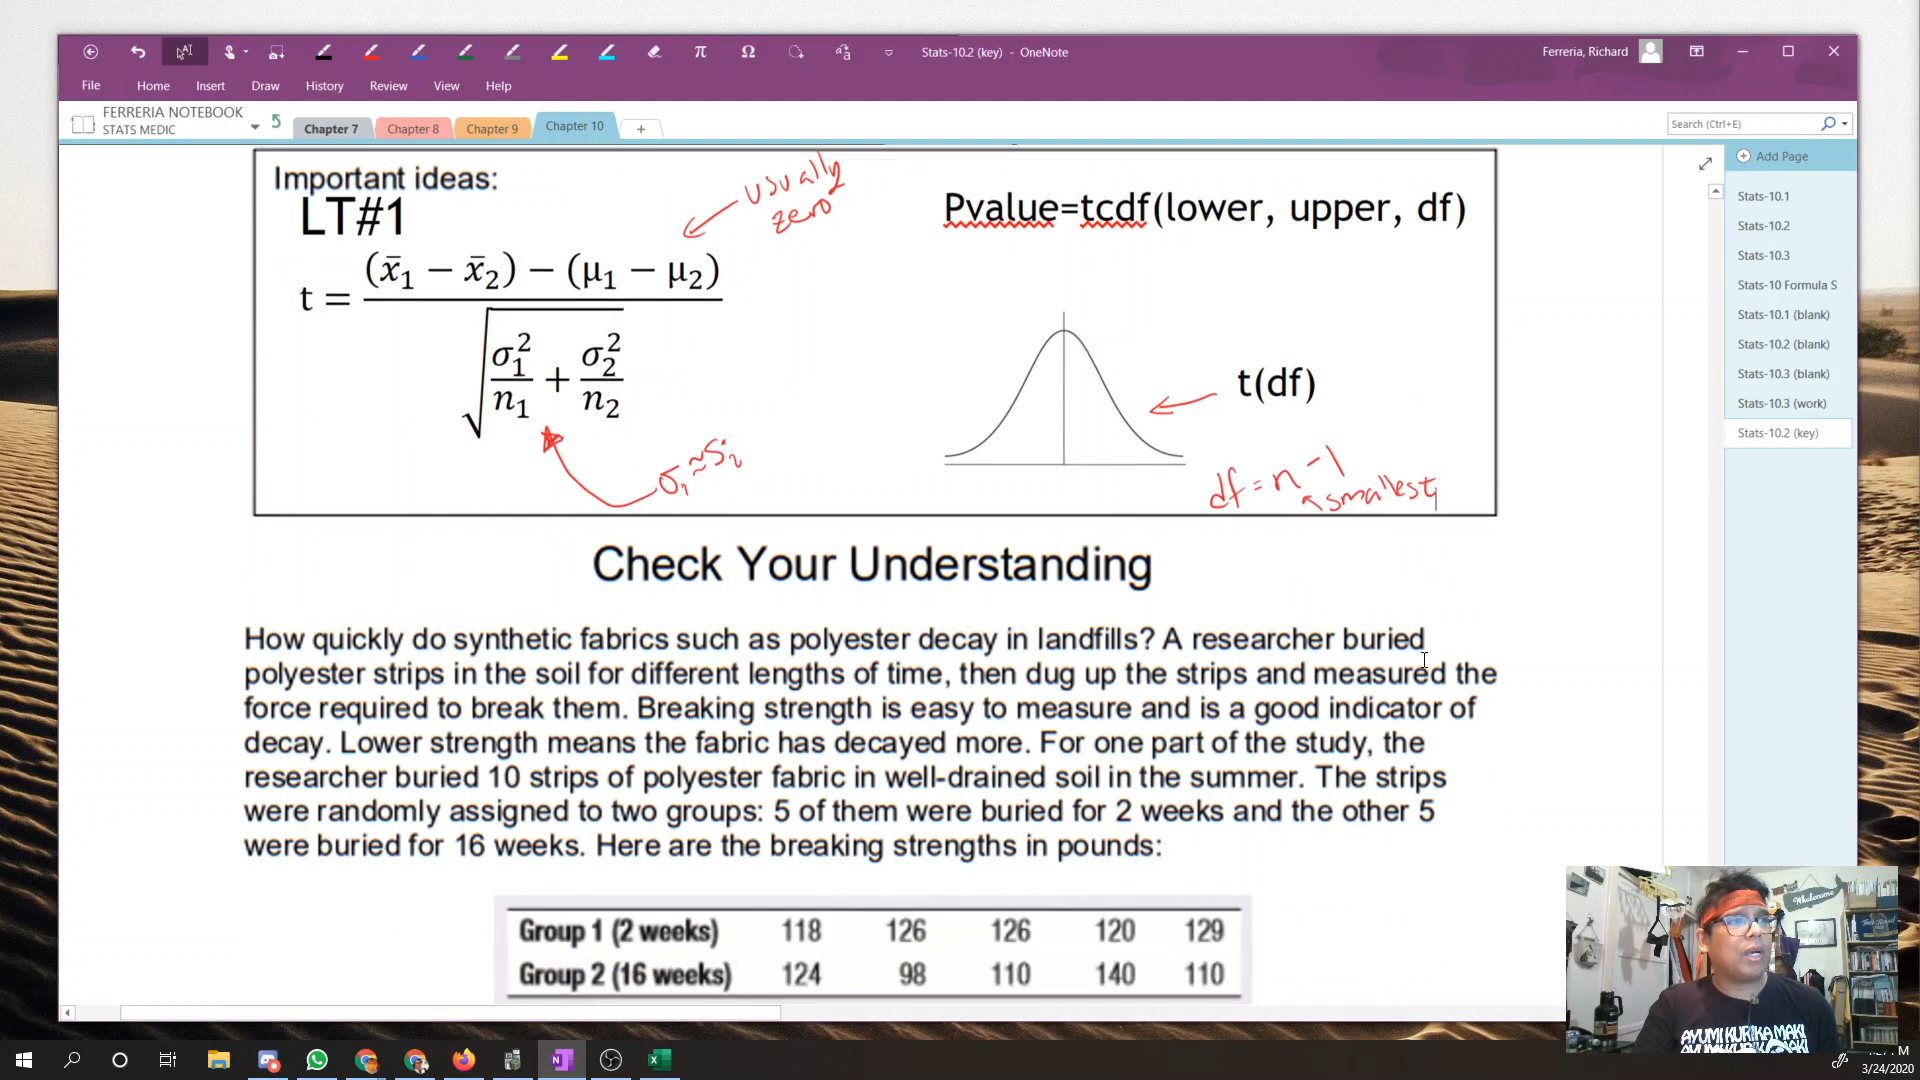 Stats-10.2 (key) - OneNote
Ferreria, Richard
File Home Insert Draw History Review View Help
FERRERIA NOTEBOOK
STATS MEDIC
Chapter 7 Chapter 8 Chapter 9 Chapter 10
Search (Ctrl+E)
Add Page
Stats-10.1
Stats-10.2
Stats-10.3
Stats-10 Formula S
Stats-10.1 (blank)
Stats-10.2 (blank)
Stats-10.3 (blank)
Stats-10.3 (work)
Stats-10.2 (key)
Important ideas:
LT#1
usually
zero
t = ((x̄₁ − x̄₂) − (μ₁ − μ₂)) / √(σ₁²/n₁ + σ₂²/n₂)
σ₁ ≈ S₂
Pvalue=tcdf(lower, upper, df)
t(df)
df = n - 1
smallest
Check Your Understanding
How quickly do synthetic fabrics such as polyester decay in landfills? A researcher buried
polyester strips in the soil for different lengths of time, then dug up the strips and measured the
force required to break them. Breaking strength is easy to measure and is a good indicator of
decay. Lower strength means the fabric has decayed more. For one part of the study, the
researcher buried 10 strips of polyester fabric in well-drained soil in the summer. The strips
were randomly assigned to two groups: 5 of them were buried for 2 weeks and the other 5
were buried for 16 weeks. Here are the breaking strengths in pounds:
Group 1 (2 weeks) 118 126 126 120 129
Group 2 (16 weeks) 124 98 110 140 110
AYUMI KURIKA MAKI
3/24/2020